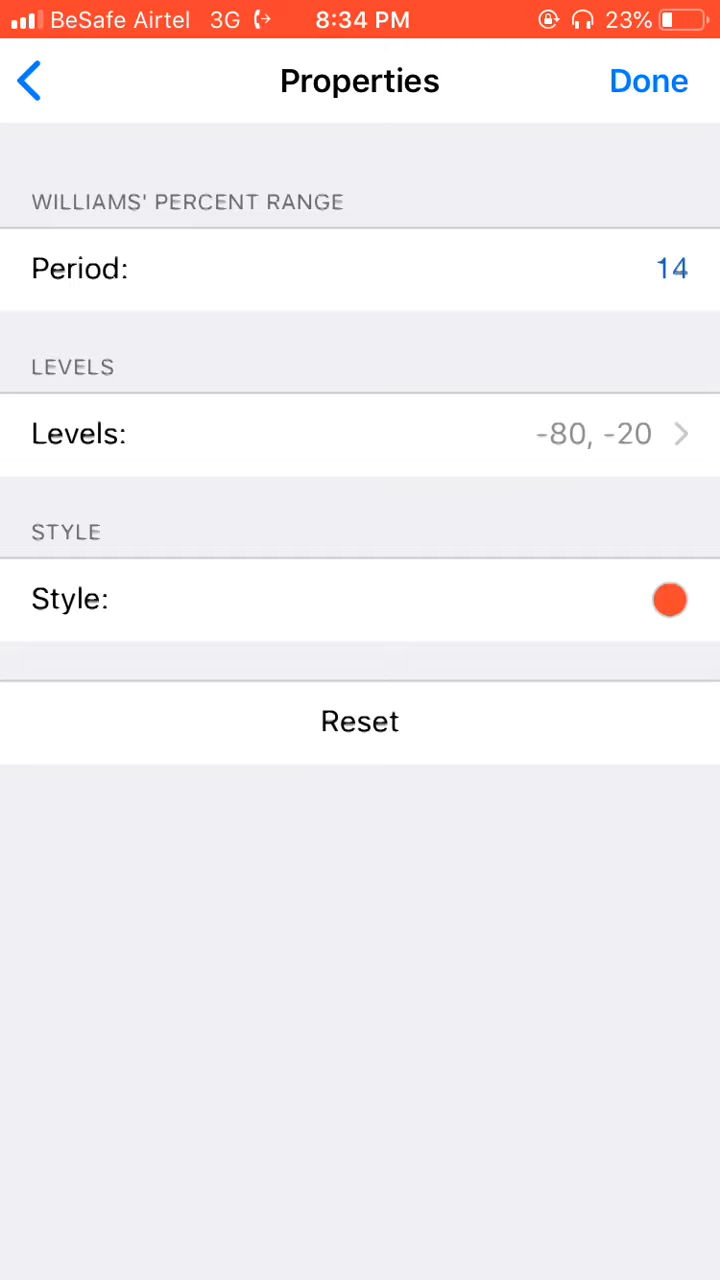 BeSafe Airtel 3G 8:34 PM 23%
Properties Done
WILLIAMS' PERCENT RANGE
Period: 14
LEVELS
Levels: -80, -20
STYLE
Style:
Reset